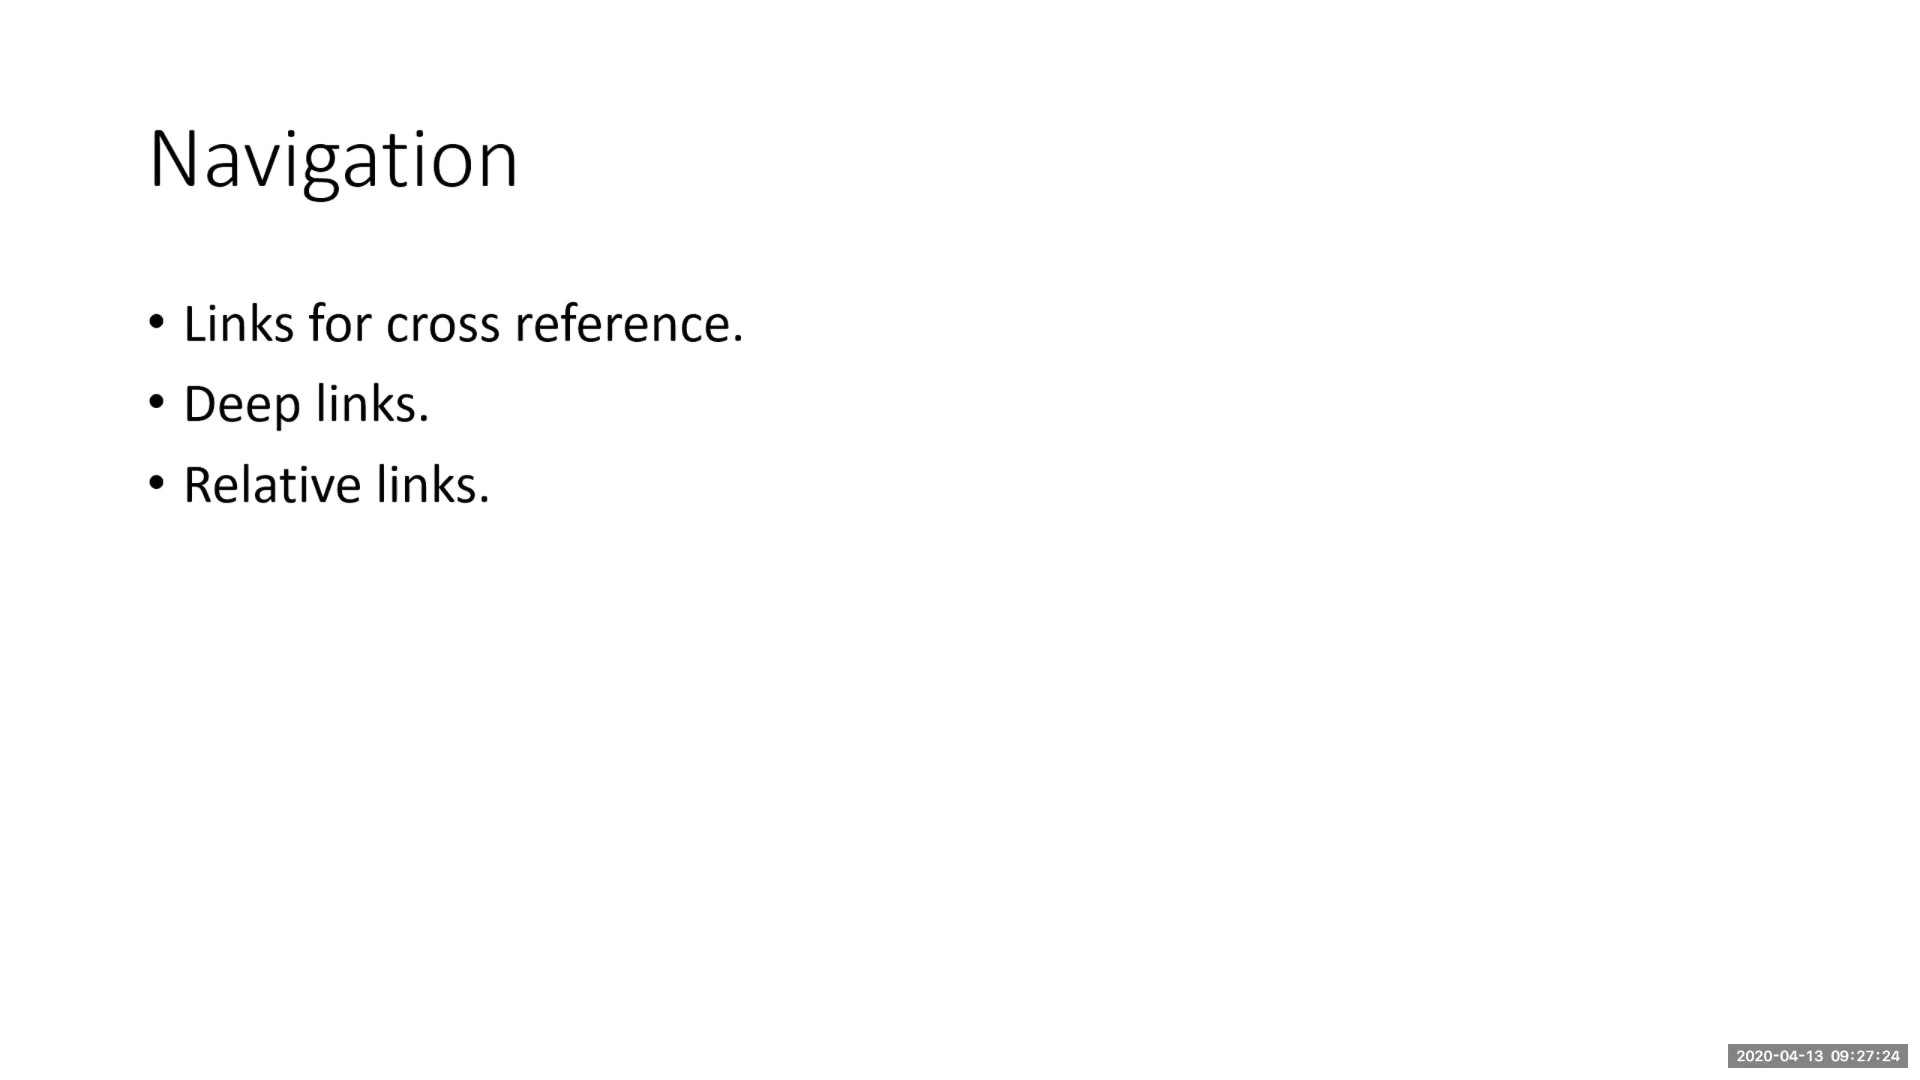 Navigation
• Links for cross reference.
• Deep links.
• Relative links.
2020-04-13 09:27:24